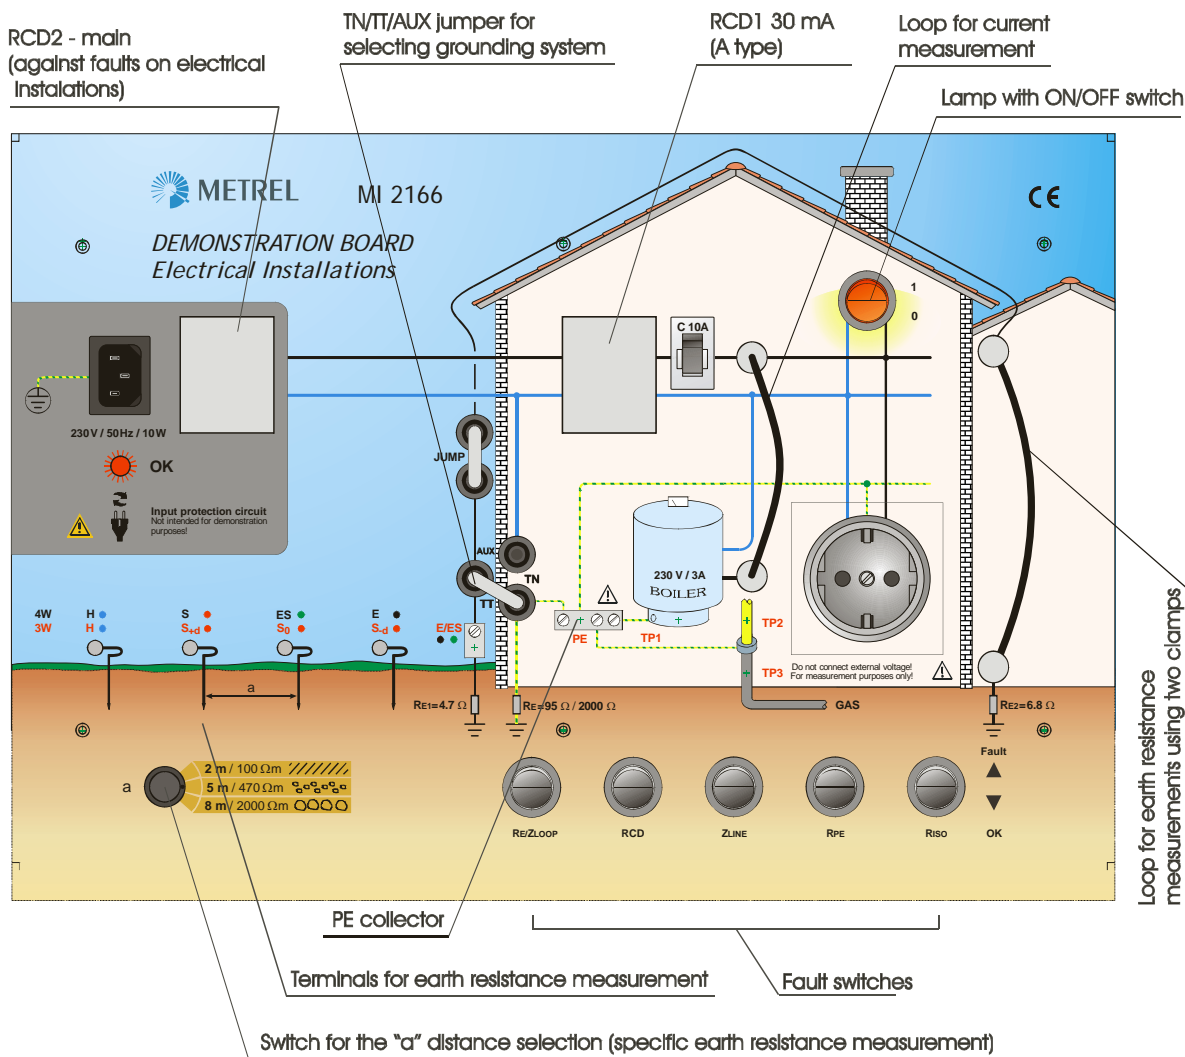 RCD2 - main
(against faults on electrical
Instalations)
TN/TT/AUX jumper for
selecting grounding system
RCD1 30 mA
(A type)
Loop for current
measurement
Lamp with ON/OFF switch
METREL
MI 2166
CE
DEMONSTRATION BOARD
Electrical Installations
1
0
C 10A
230V / 50Hz / 10W
OK
Input protection circuit
Not intended for demonstration
purposes!
JUMP
AUX
TN
TT
230 V / 3A
BOILER
4W H S ES E
3W H S+d S0 S-d
E/ES
a
PE
TP1
TP2
TP3
Do not connect external voltage!
For measurement purposes only!
GAS
RE1=4.7 Ω
RE=95 Ω / 2000 Ω
RE2=6.8 Ω
a
2 m / 100 Ωm
5 m / 470 Ωm
8 m / 2000 Ωm
RE/ZLOOP
RCD
ZLINE
RPE
RISO
Fault
OK
Loop for earth resistance
measurements using two clamps
PE collector
Terminals for earth resistance measurement
Fault switches
Switch for the “a” distance selection (specific earth resistance measurement)